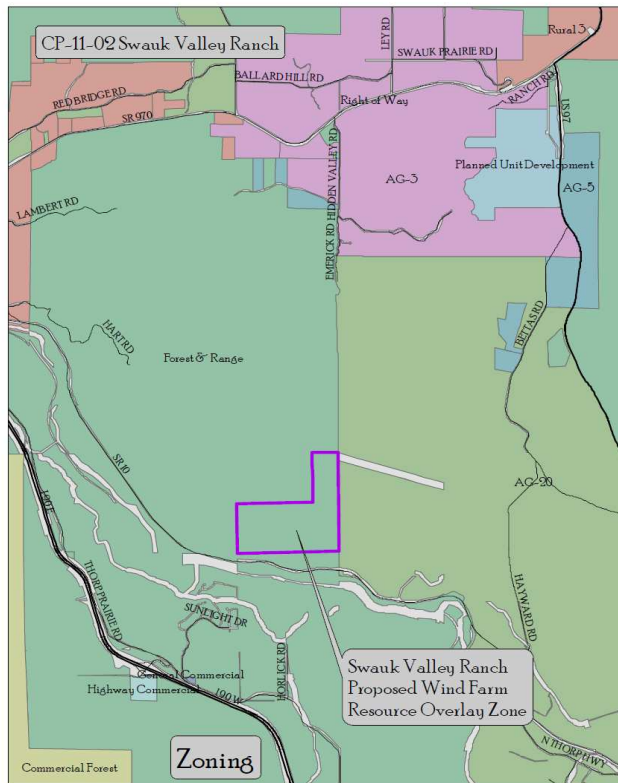 CP-11-02 Swauk Valley Ranch
Rural 3
LEY RD
SWAUK PRAIRIE RD
BALLARD HILL RD
RED BRIDGE RD
RANCH RD
Right of Way
SR 970
US 97
Planned Unit Development
AG-3
AG-5
LAMBERT RD
EMERICK RD HIDDEN VALLEY RD
HART RD
Forest & Range
BETTAS RD
SR 10
AG-20
I 90 E
THORP PRAIRIE RD
HAYWARD RD
SUNLIGHT DR
HORLICK RD
General Commercial
Highway Commercial
I 90 W
Swauk Valley Ranch
Proposed Wind Farm
Resource Overlay Zone
Commercial Forest
Zoning
N THORP HWY